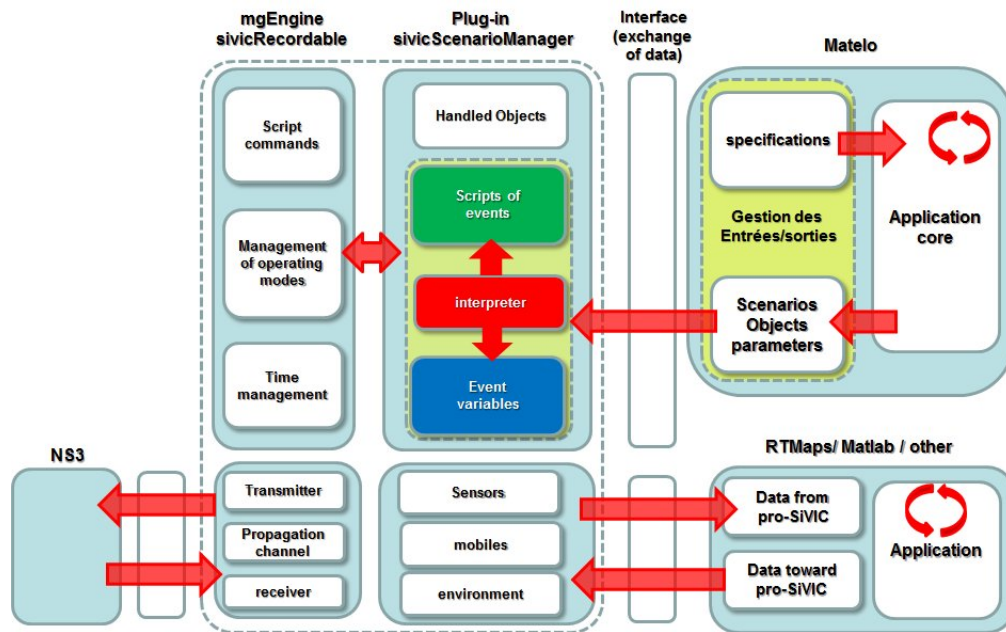 mgEngine
sivicRecordable
Plug-in
sivicScenarioManager
Interface
(exchange
of data)
Matelo
Script
commands
Management
of operating
modes
Time
management
Handled Objects
Scripts of
events
interpreter
Event
variables
specifications
Gestion des
Entrées/sorties
Scenarios
Objects
parameters
Application
core
NS3
Transmitter
Propagation
channel
receiver
Sensors
mobiles
environment
RTMaps/ Matlab / other
Data from
pro-SiVIC
Data toward
pro-SiVIC
Application